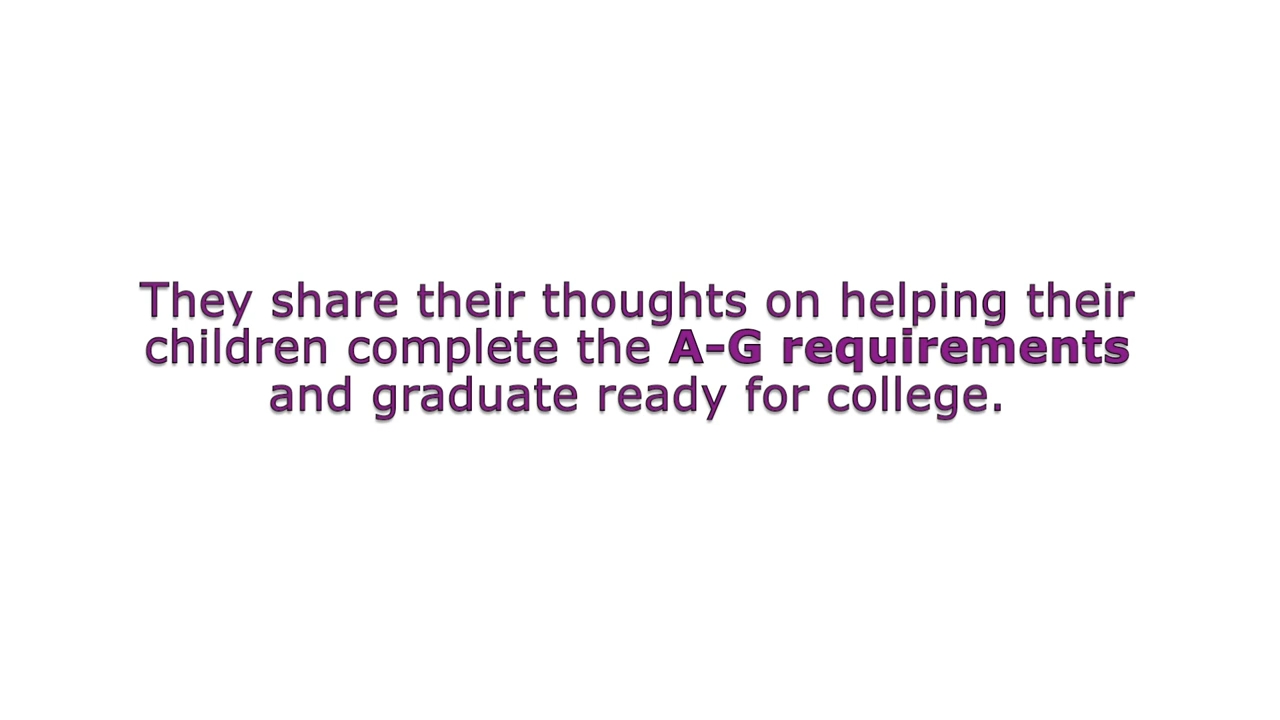 They share their thoughts on helping their
children complete the A-G requirements
and graduate ready for college.